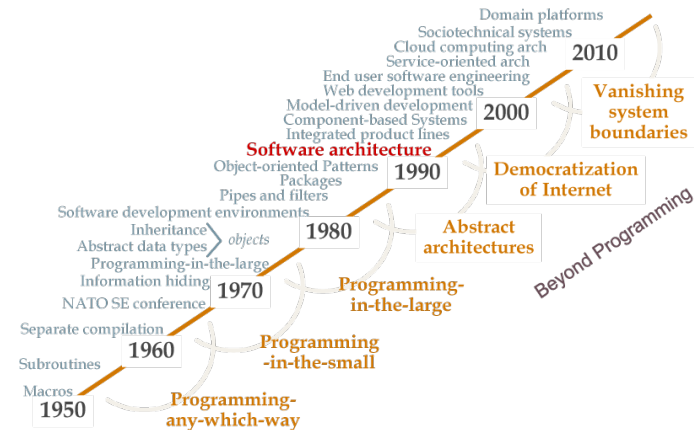 Domain platforms
Sociotechnical systems
Cloud computing arch
2010
Service-oriented arch
End user software engineering
Web development tools
Vanishing
system
boundaries
Model-driven development
2000
Component-based Systems
Integrated product lines
Software architecture
Object-oriented Patterns
1990
Democratization
of Internet
Packages
Pipes and filters
Software development environments
Inheritance
objects
Abstract data types
1980
Abstract
architectures
Beyond Programming
Programming-in-the-large
Information hiding
1970
Programming-
in-the-large
NATO SE conference
Separate compilation
1960
Programming
-in-the-small
Subroutines
Macros
1950
Programming-
any-which-way